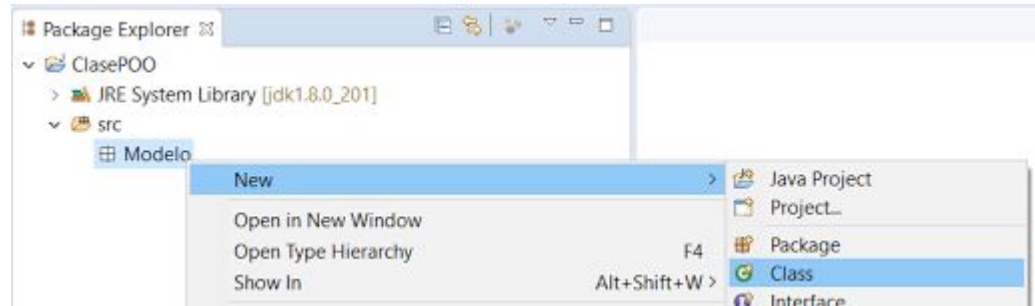 Package Explorer
ClasePOO
JRE System Library [jdk1.8.0_201]
src
Modelo
New
Open in New Window
Open Type Hierarchy F4
Show In Alt+Shift+W
Java Project
Project...
Package
Class
Interface